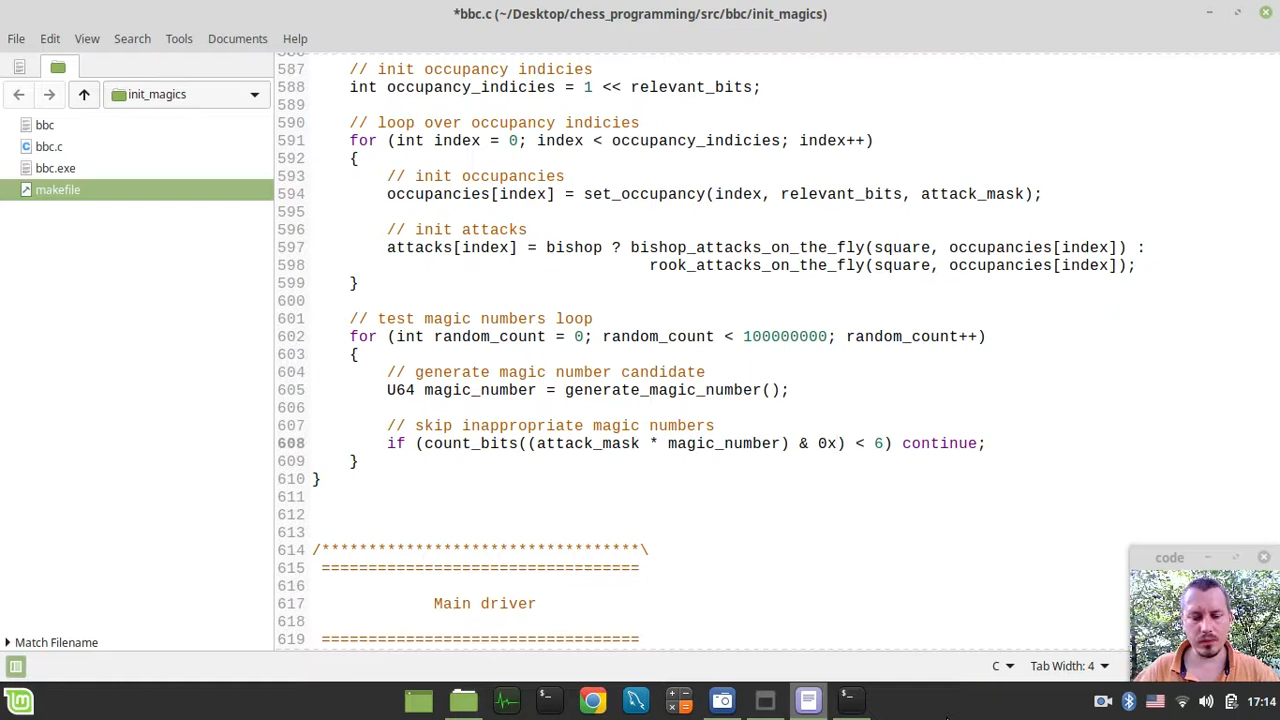 *bbc.c (~/Desktop/chess_programming/src/bbc/init_magics)
File Edit View Search Tools Documents Help
init_magics
bbc
bbc.c
bbc.exe
makefile
Match Filename
587 // init occupancy indicies
588 int occupancy_indicies = 1 << relevant_bits;
589
590 // loop over occupancy indicies
591 for (int index = 0; index < occupancy_indicies; index++)
592 {
593 // init occupancies
594 occupancies[index] = set_occupancy(index, relevant_bits, attack_mask);
595
596 // init attacks
597 attacks[index] = bishop ? bishop_attacks_on_the_fly(square, occupancies[index]) :
598 rook_attacks_on_the_fly(square, occupancies[index]);
599 }
600
601 // test magic numbers loop
602 for (int random_count = 0; random_count < 100000000; random_count++)
603 {
604 // generate magic number candidate
605 U64 magic_number = generate_magic_number();
606
607 // skip inappropriate magic numbers
608 if (count_bits((attack_mask * magic_number) & 0x) < 6) continue;
609 }
610 }
611
612
613
614 /**********************************\
615 ==================================
616
617 Main driver
618
619 ==================================
code
C Tab Width: 4
17:14